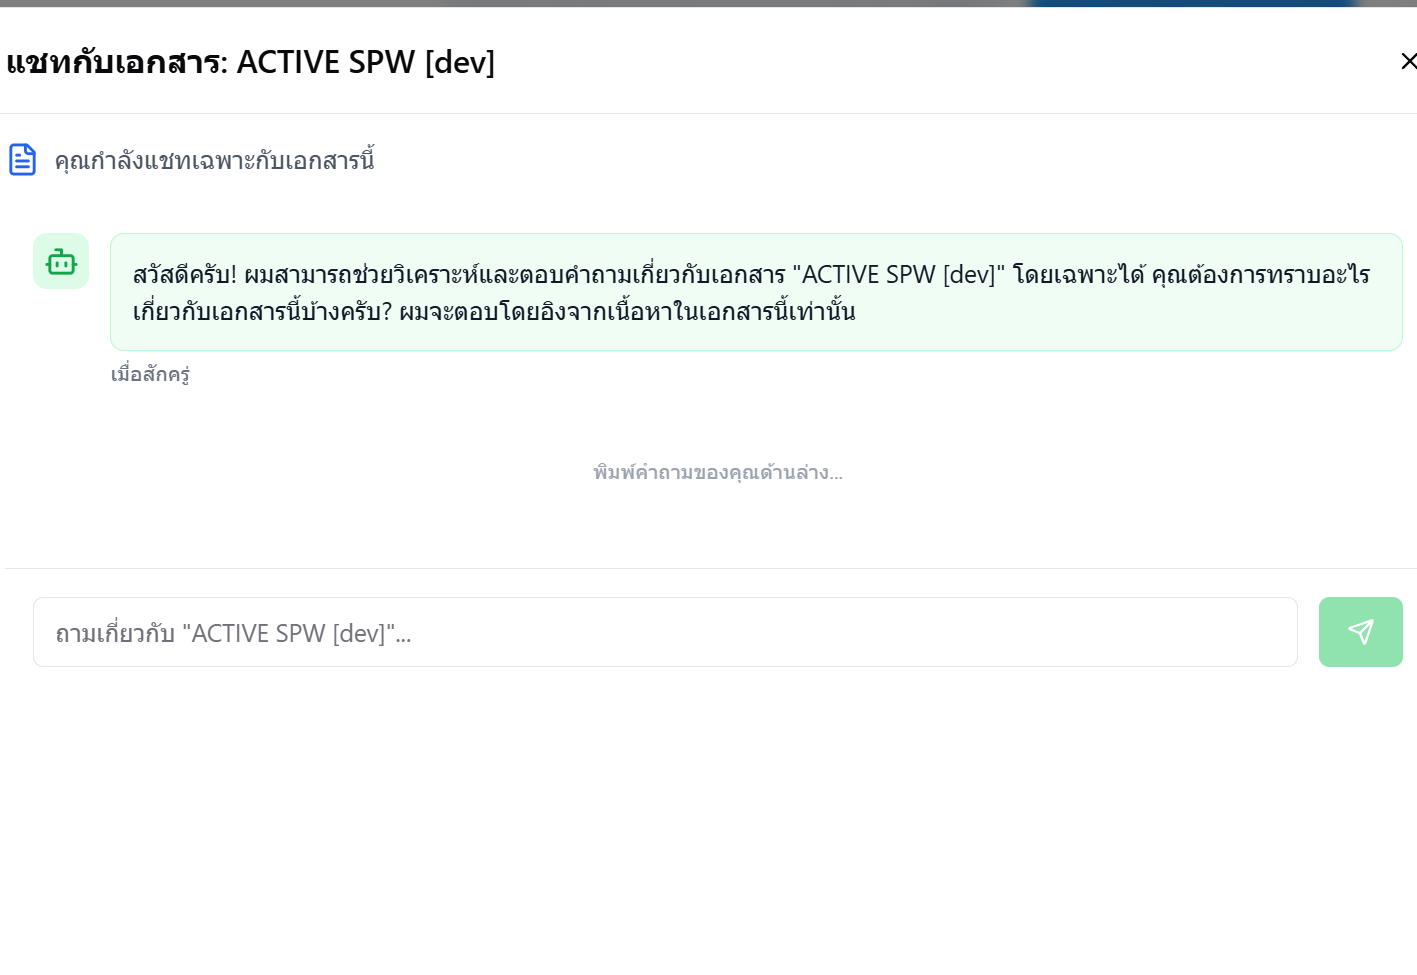 แชทกับเอกสาร: ACTIVE SPW [dev]
คุณกำลังแชทเฉพาะกับเอกสารนี้
สวัสดีครับ! ผมสามารถช่วยวิเคราะห์และตอบคำถามเกี่ยวกับเอกสาร "ACTIVE SPW [dev]" โดยเฉพาะได้ คุณต้องการทราบอะไร
เกี่ยวกับเอกสารนี้บ้างครับ? ผมจะตอบโดยอิงจากเนื้อหาในเอกสารนี้เท่านั้น
เมื่อสักครู่
พิมพ์คำถามของคุณด้านล่าง...
ถามเกี่ยวกับ "ACTIVE SPW [dev]"...